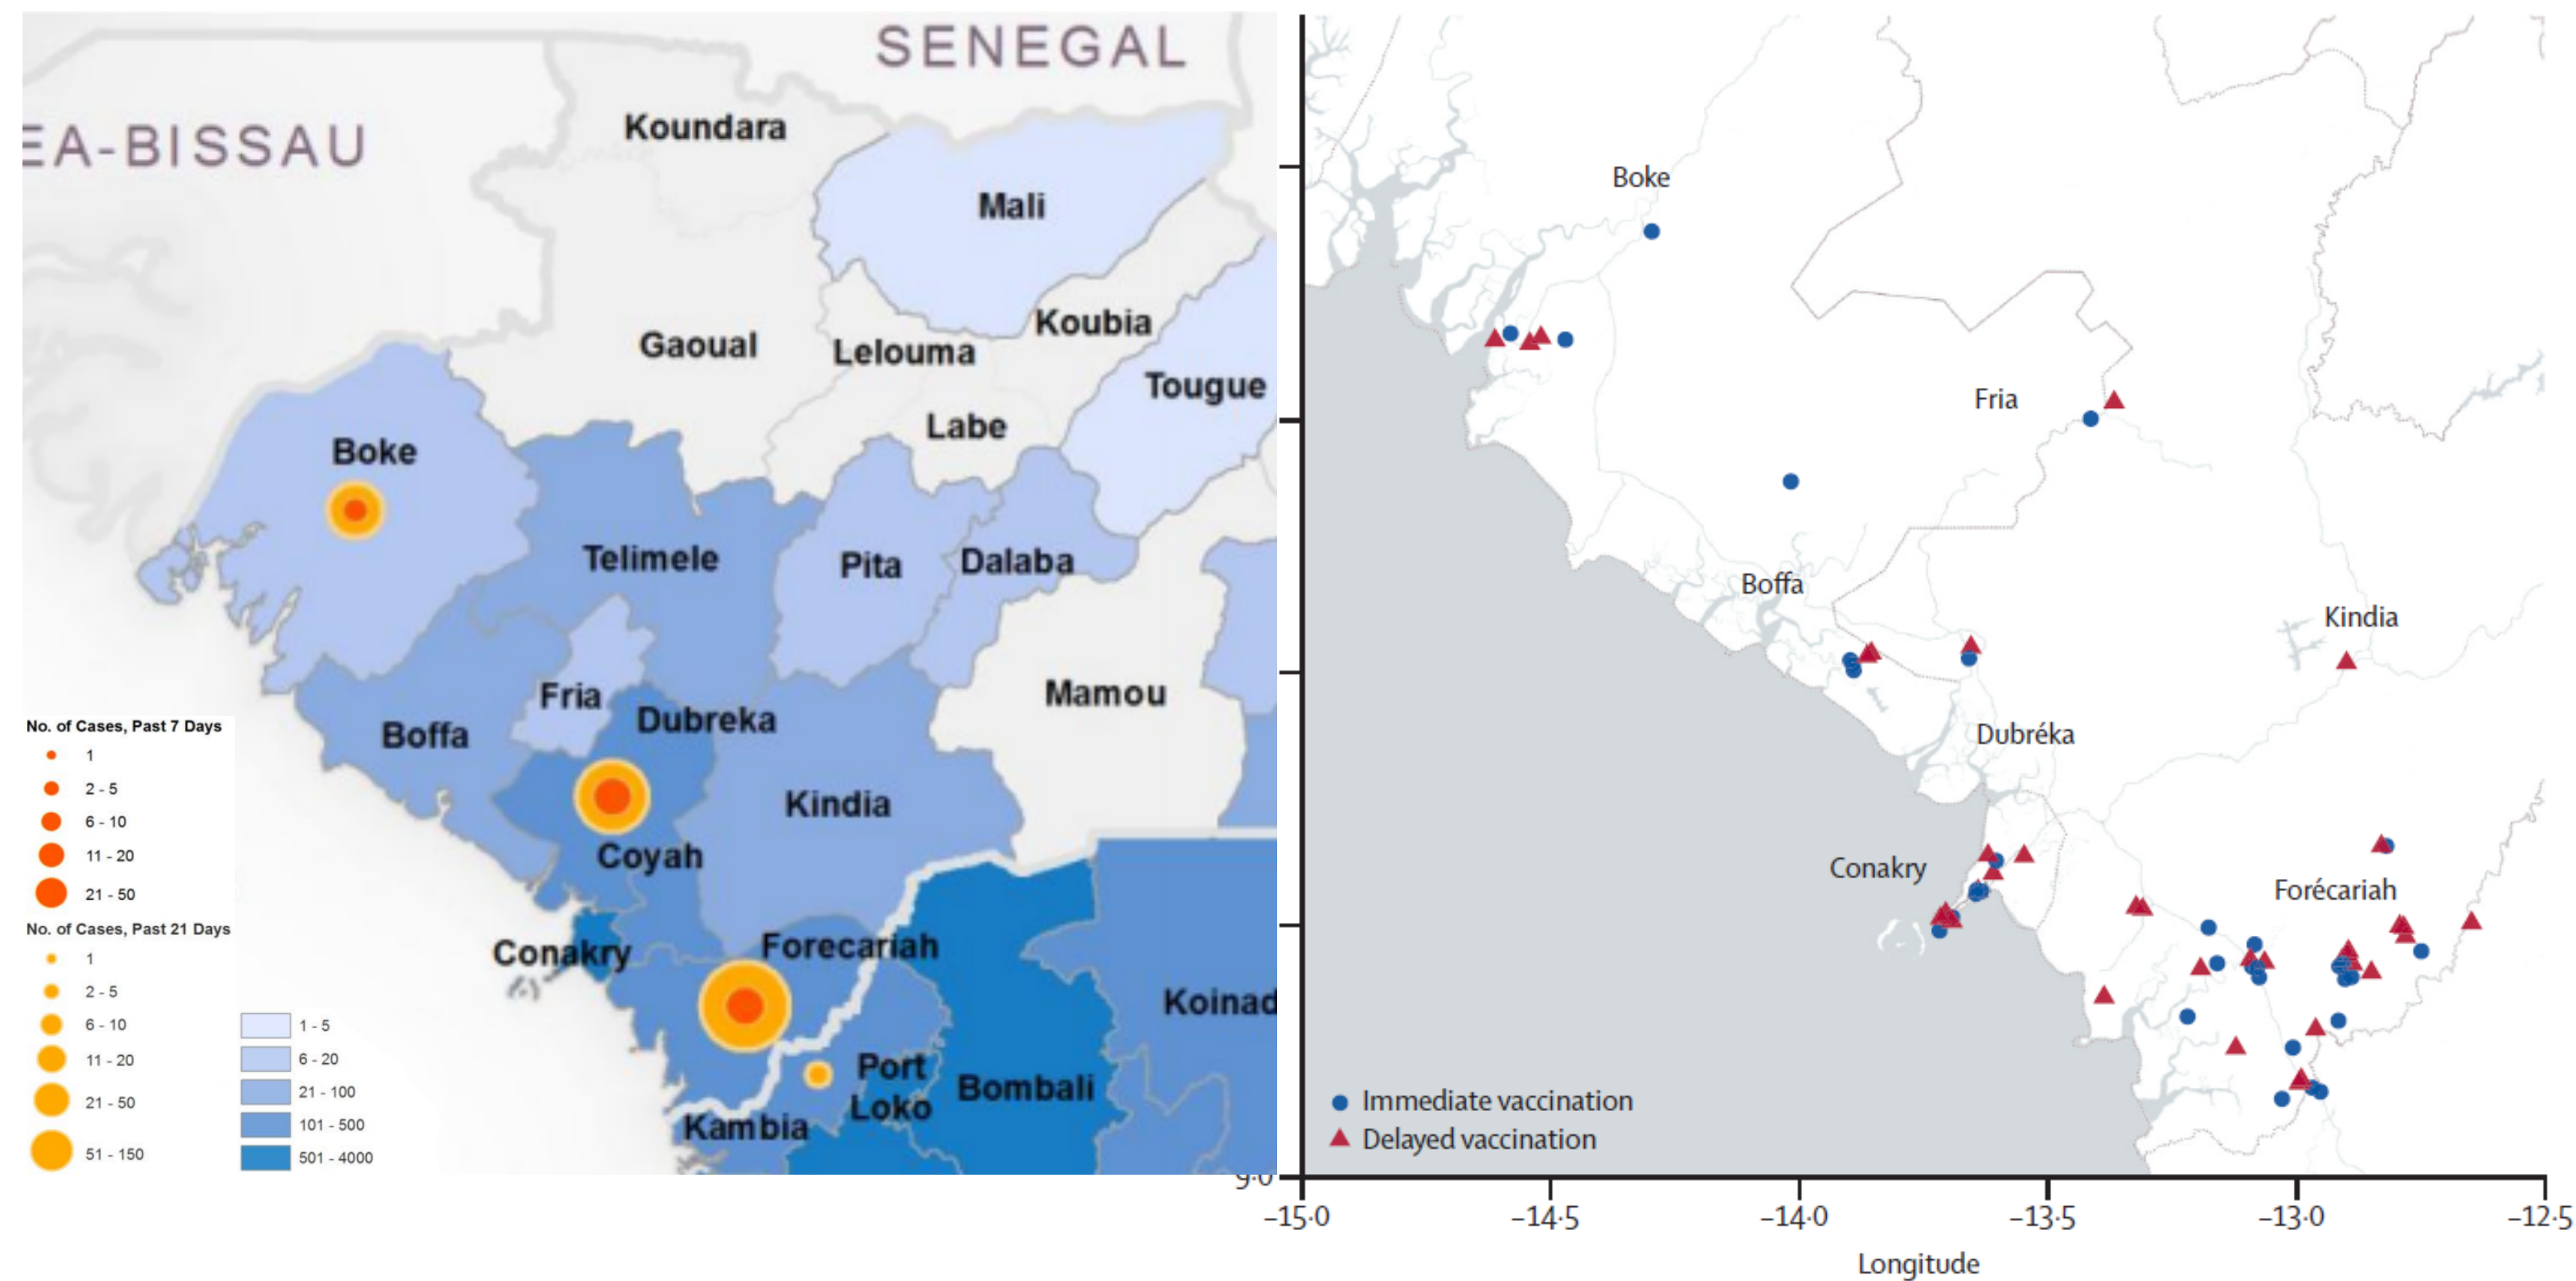 SENEGAL
EA-BISSAU
Koundara
Mali
Koubia
Gaoual
Lelouma
Tougue
Labe
Boke
Telimele
Pita
Dalaba
Fria
Mamou
Dubreka
Boffa
Kindia
Coyah
Conakry
Forecariah
Koinad
Port
Loko
Bombali
Kambia
No. of Cases, Past 7 Days
1
2 - 5
6 - 10
11 - 20
21 - 50
No. of Cases, Past 21 Days
1
2 - 5
6 - 10
11 - 20
21 - 50
51 - 150
1 - 5
6 - 20
21 - 100
101 - 500
501 - 4000
Boke
Fria
Boffa
Kindia
Dubréka
Conakry
Forécariah
Immediate vaccination
Delayed vaccination
9·0
–15·0 –14·5 –14·0 –13·5 –13·0 –12·5
Longitude